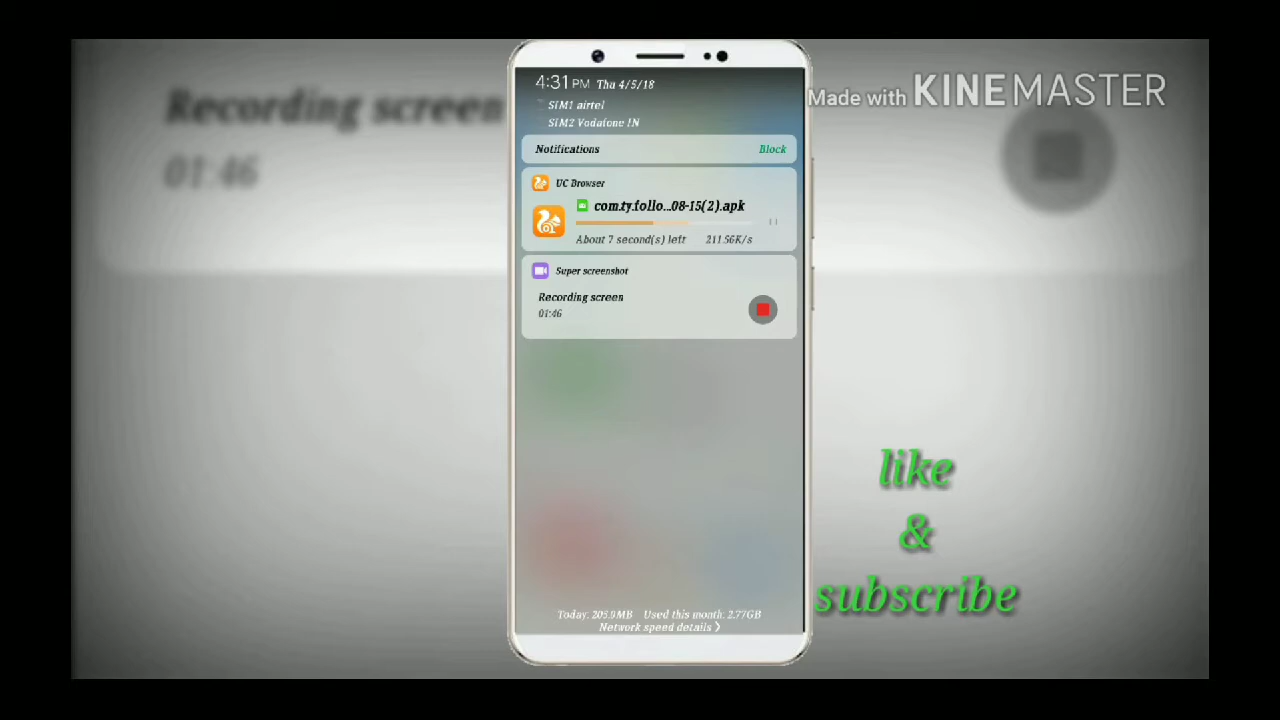 Recording screen
01:46
Made with KINEMASTER
4:31 PM Thu 4/5/18
SIM1 airtel
SIM2 Vodafone IN
Notifications Block
UC Browser
com.ty.follo...08-15(2).apk
About 7 second(s) left 211.56K/s
Super screenshot
Recording screen
01:46
Today: 205.9MB Used this month: 2.77GB
Network speed details ❯
like
&
subscribe